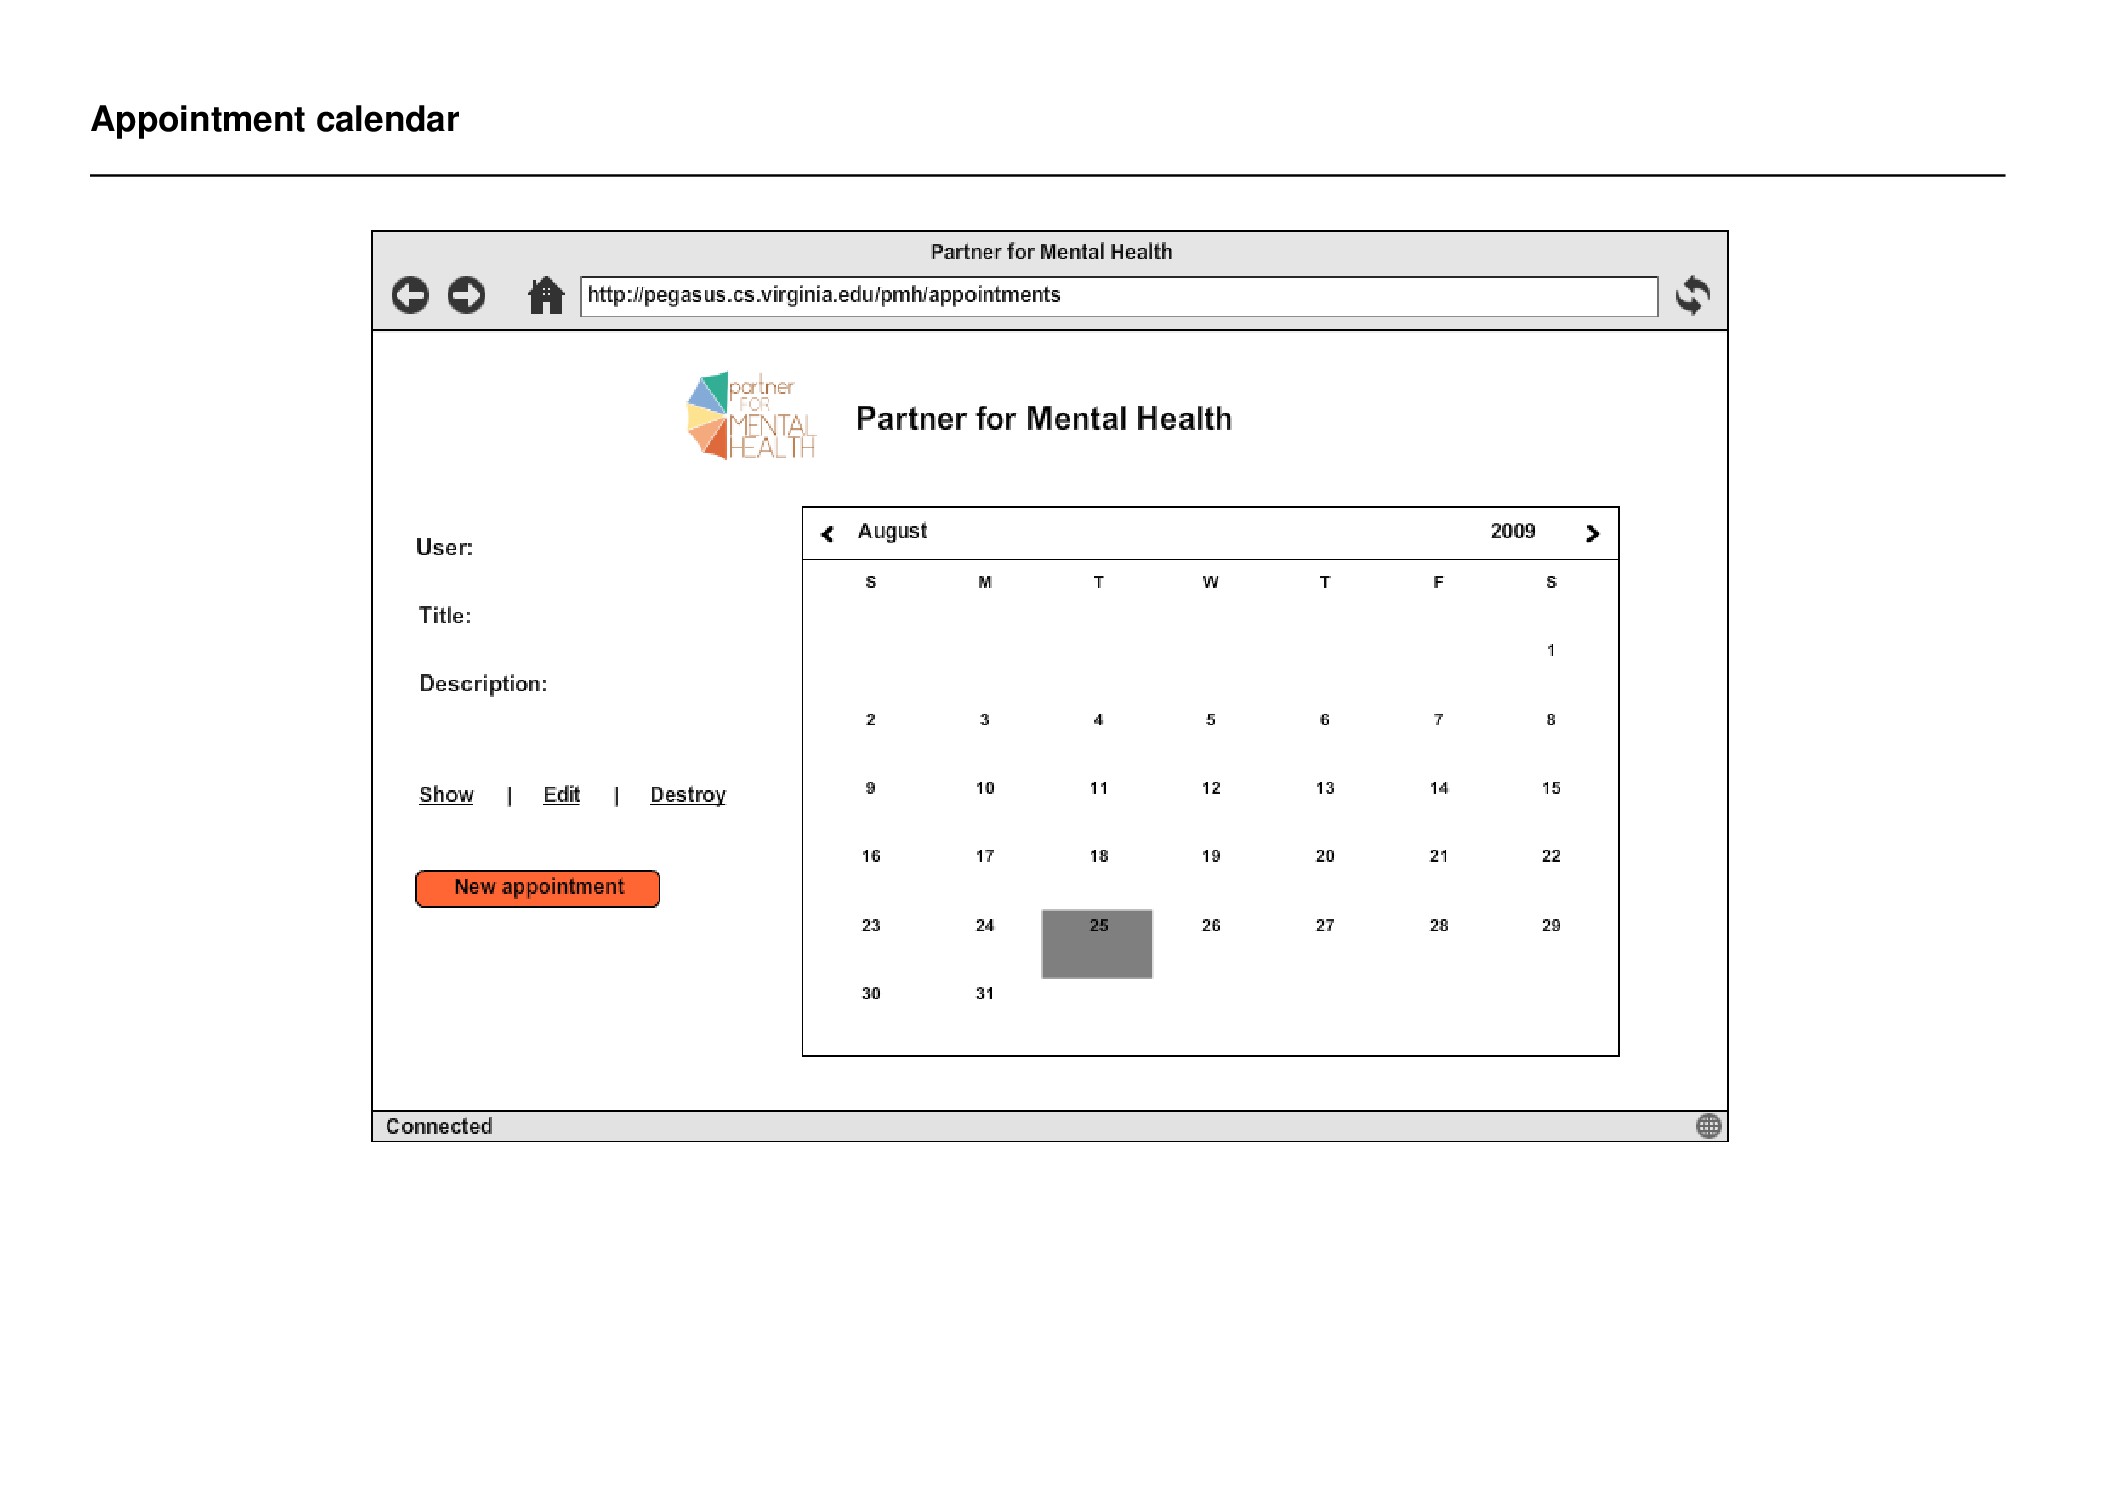 Appointment calendar
Partner for Mental Health
http://pegasus.cs.virginia.edu/pmh/appointments
partner
FOR
MENTAL
HEALTH
Partner for Mental Health
User:
Title:
Description:
Show | Edit | Destroy
New appointment
August 2009
S M T W T F S
1
2 3 4 5 6 7 8
9 10 11 12 13 14 15
16 17 18 19 20 21 22
23 24 25 26 27 28 29
30 31
Connected